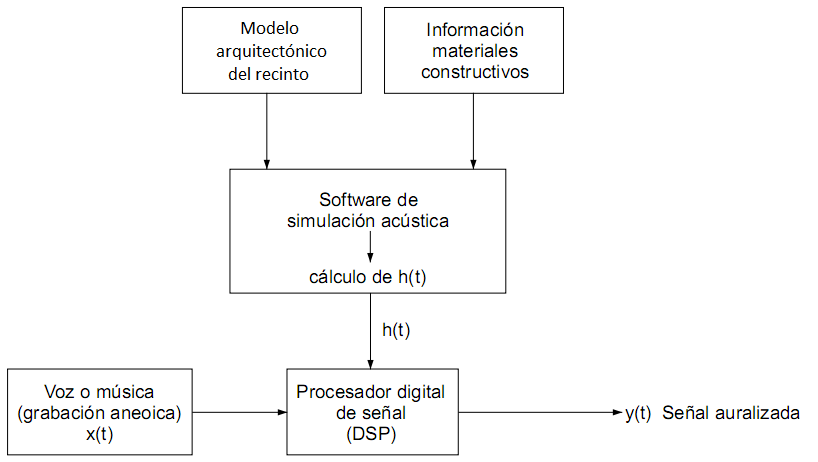 Modelo
arquitectónico
del recinto
Información
materiales
constructivos
Software de
simulación acústica
cálculo de h(t)
h(t)
Voz o música
(grabación aneoica)
x(t)
Procesador digital
de señal
(DSP)
y(t) Señal auralizada